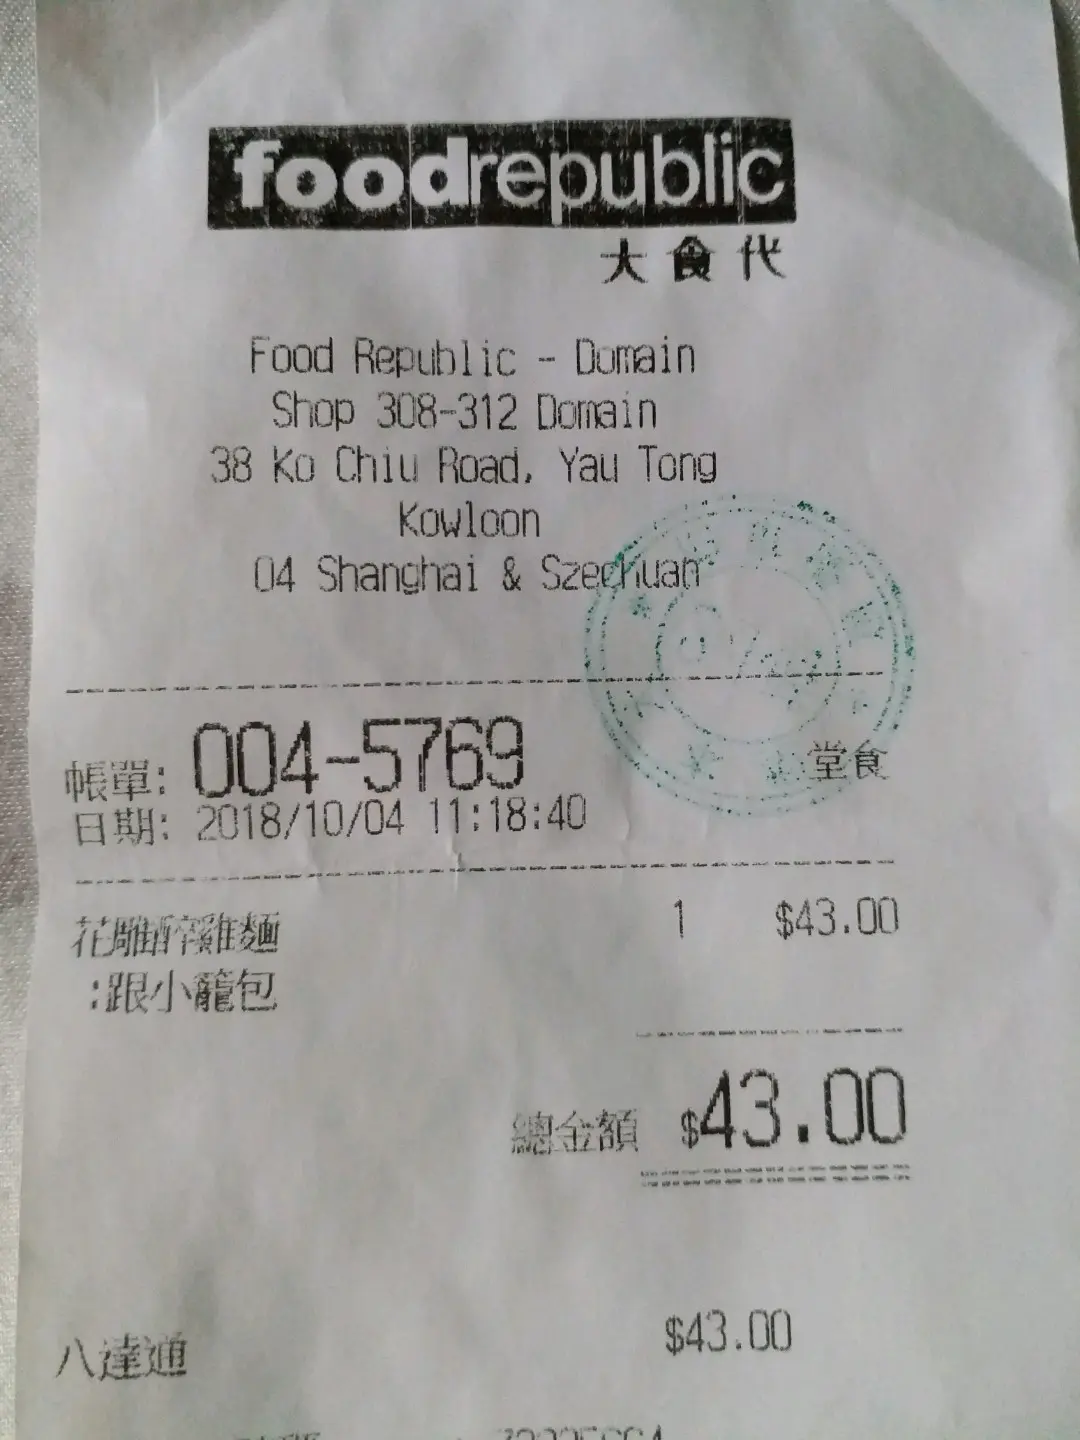 foodrepublic
大食代
Food Republic - Domain
Shop 308-312 Domain
38 Ko Chiu Road, Yau Tong
Kowloon
04 Shanghai & Szechuan
帳單: 004-5769 堂食
日期: 2018/10/04 11:18:40
花雕醉雞麵 1 $43.00
:跟小籠包
總金額 $43.00
八達通 $43.00